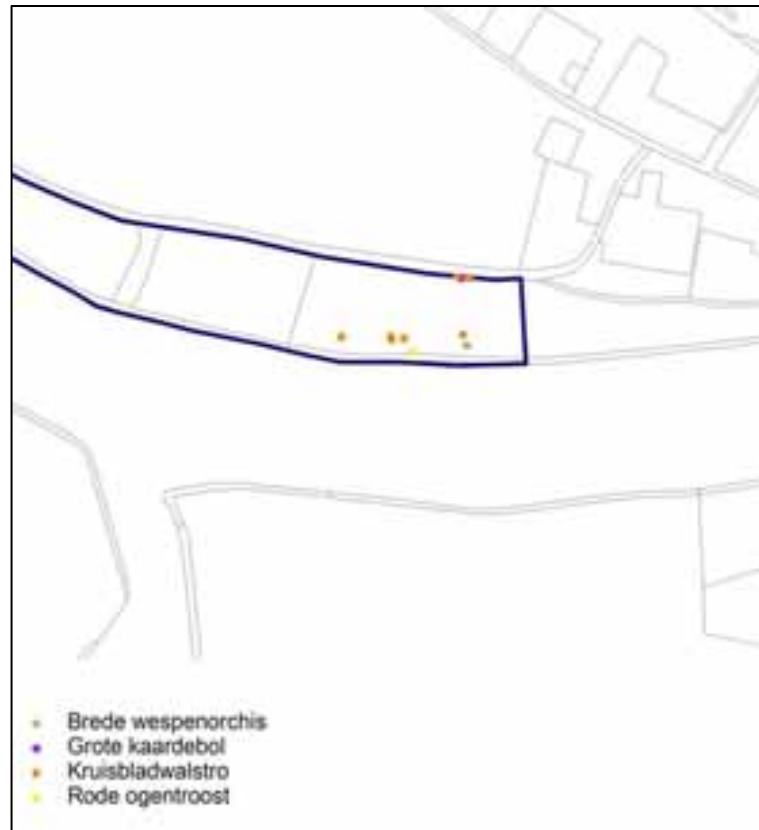 Brede wespenorchis
Grote kaardebol
Kruisbladwalstro
Rode ogentroost